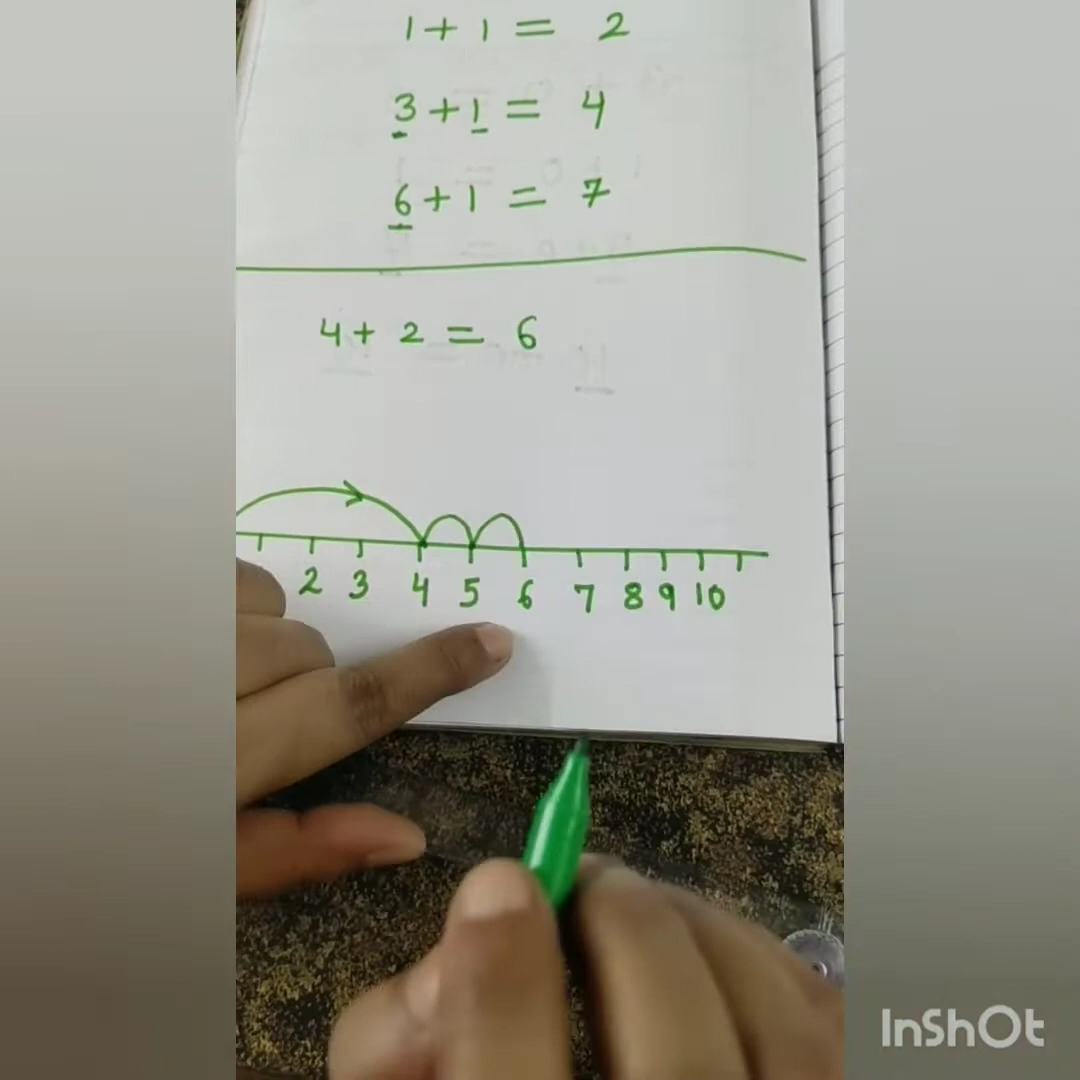 1 + 1 = 2
3 + 1 = 4
6 + 1 = 7
4 + 2 = 6
2 3 4 5 6 7 8 9 10
InShOt